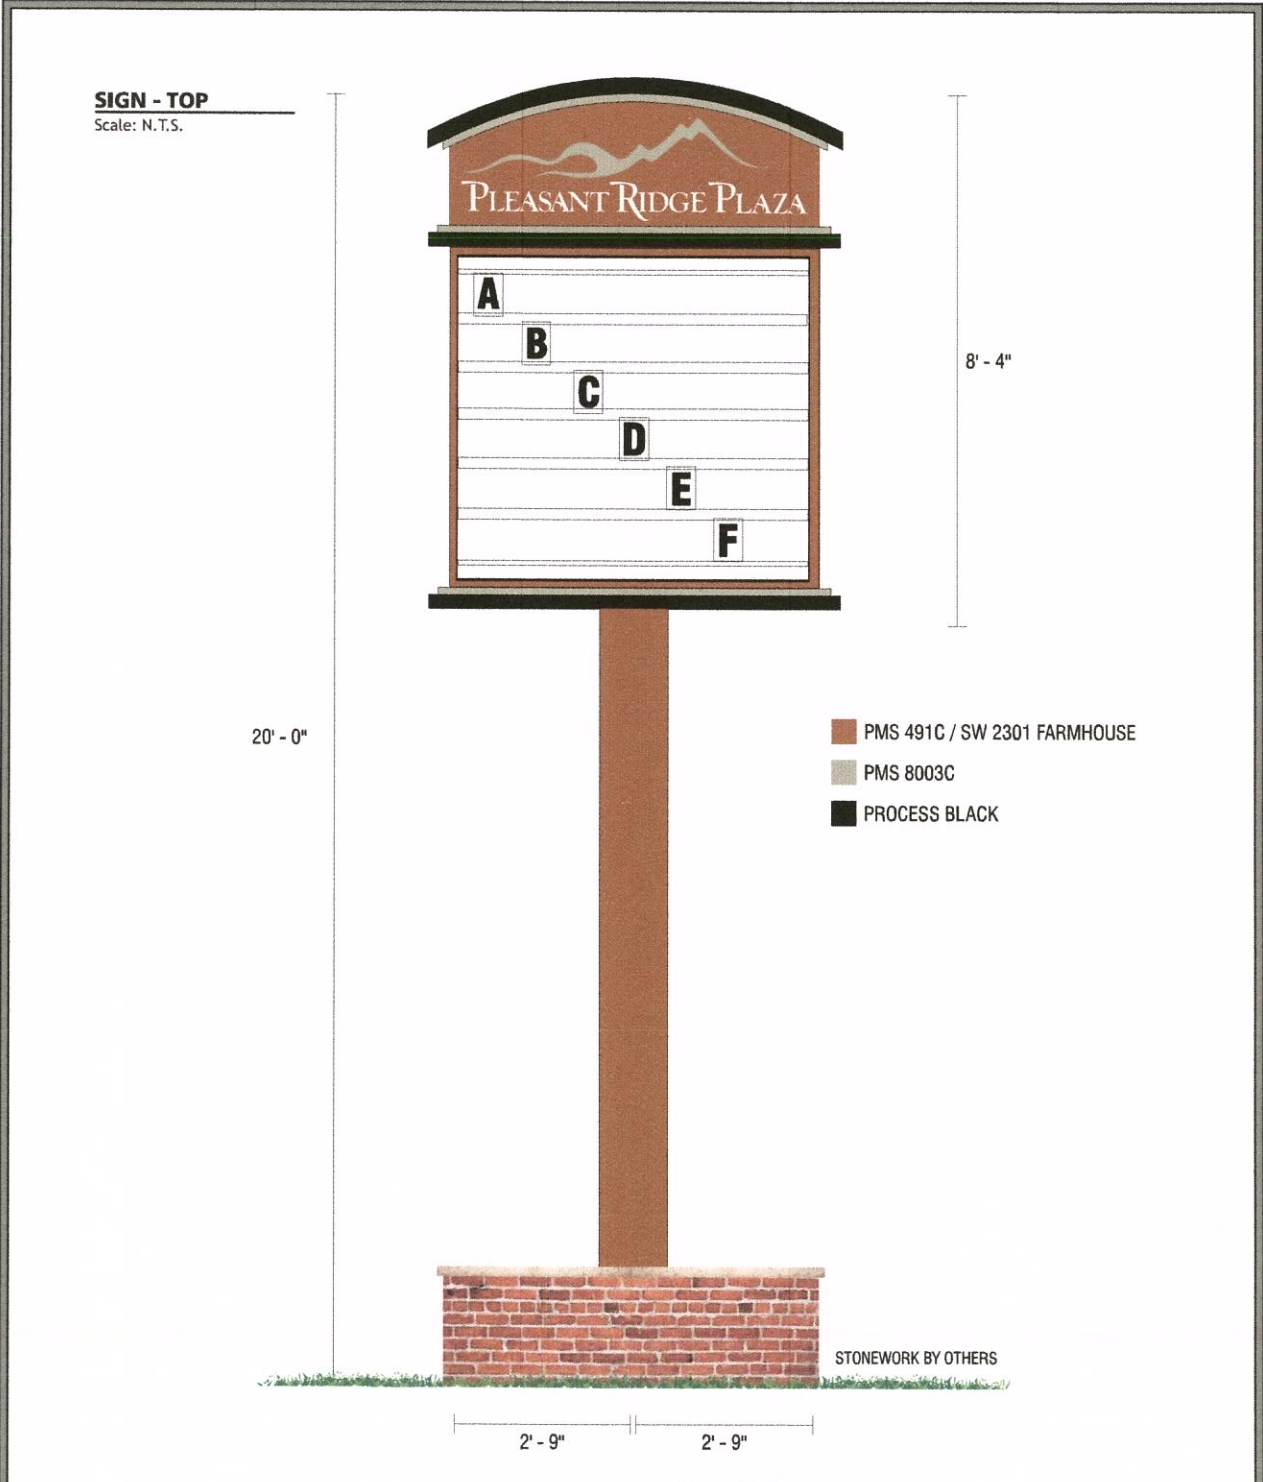 SIGN - TOP
Scale: N.T.S.
PLEASANT RIDGE PLAZA
A
B
C
D
E
F
8' - 4"
20' - 0"
PMS 491C / SW 2301 FARMHOUSE
PMS 8003C
PROCESS BLACK
STONEWORK BY OTHERS
2' - 9" 2' - 9"